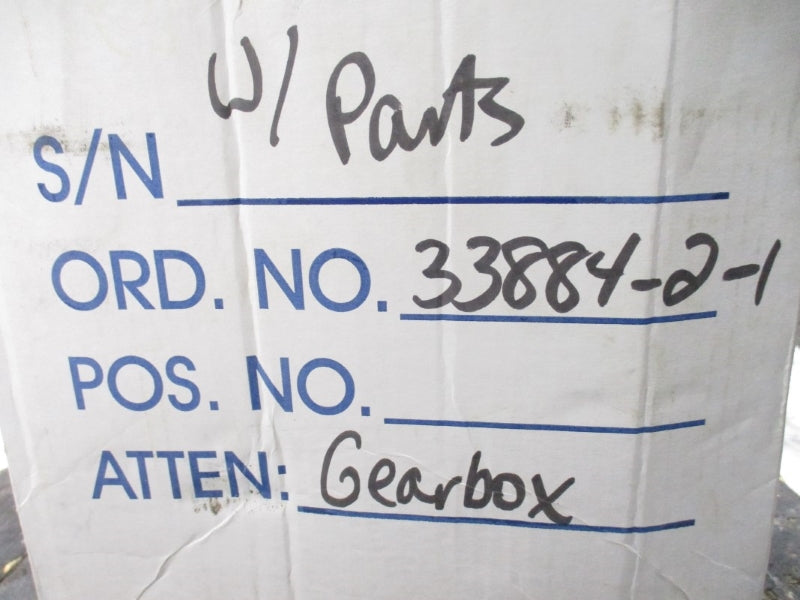 W/ Parts
S/N
ORD. NO. 33884-2-1
POS. NO.
ATTEN: Gearbox